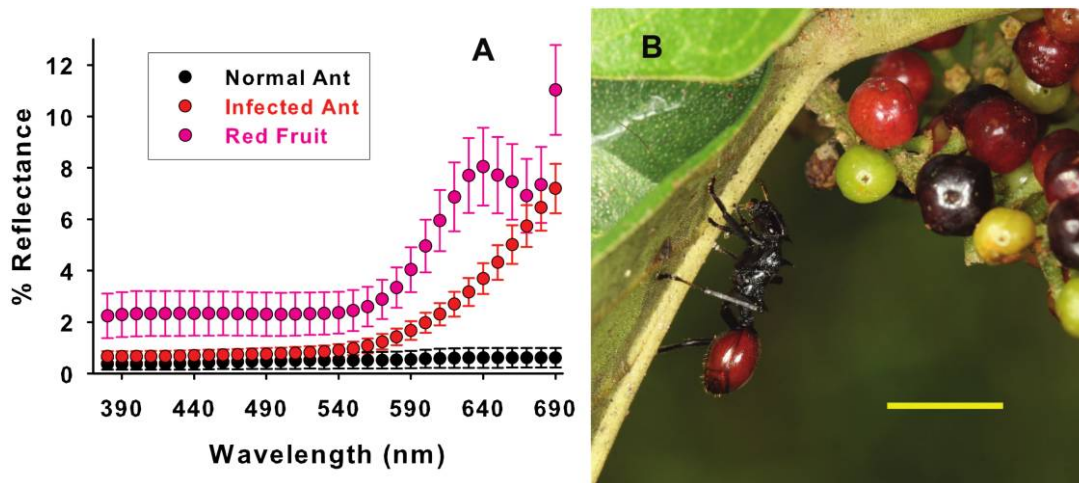 A
Normal Ant
Infected Ant
Red Fruit
12
10
8
6
4
2
0
% Reflectance
390 440 490 540 590 640 690
Wavelength (nm)
B